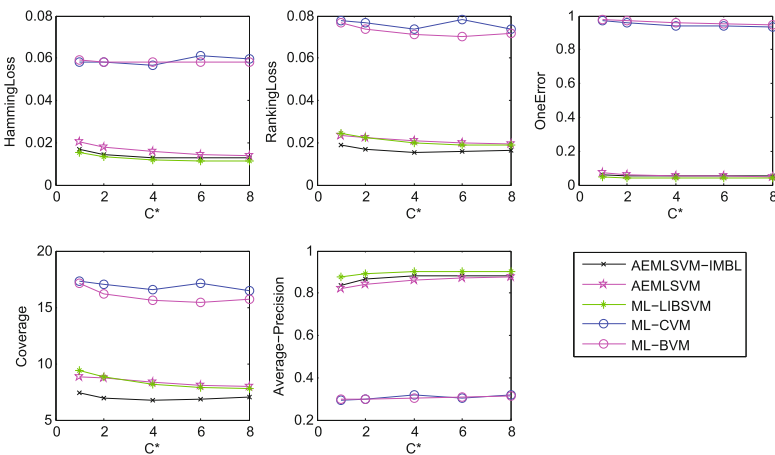 HammingLoss
0.08
0.06
0.04
0.02
0
0 2 4 6 8
C*
RankingLoss
0.08
0.06
0.04
0.02
0
0 2 4 6 8
C*
OneError
1
0.8
0.6
0.4
0.2
0
0 2 4 6 8
C*
Coverage
20
15
10
5
0 2 4 6 8
C*
Average-Precision
1
0.8
0.6
0.4
0.2
0 2 4 6 8
C*
AEMLSVM-IMBL
AEMLSVM
ML-LIBSVM
ML-CVM
ML-BVM